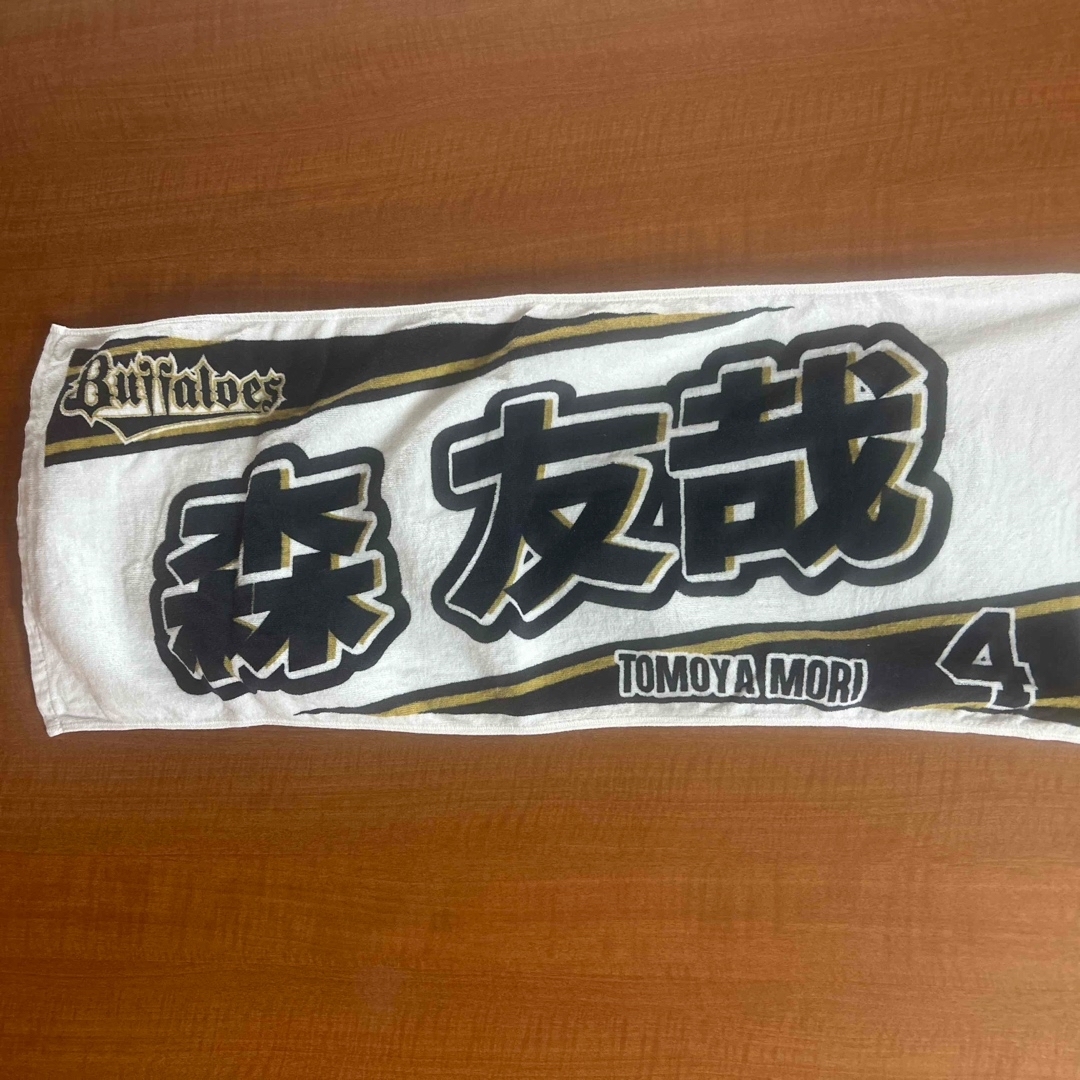 Buffaloes
森友哉
TOMOYA MORI
4